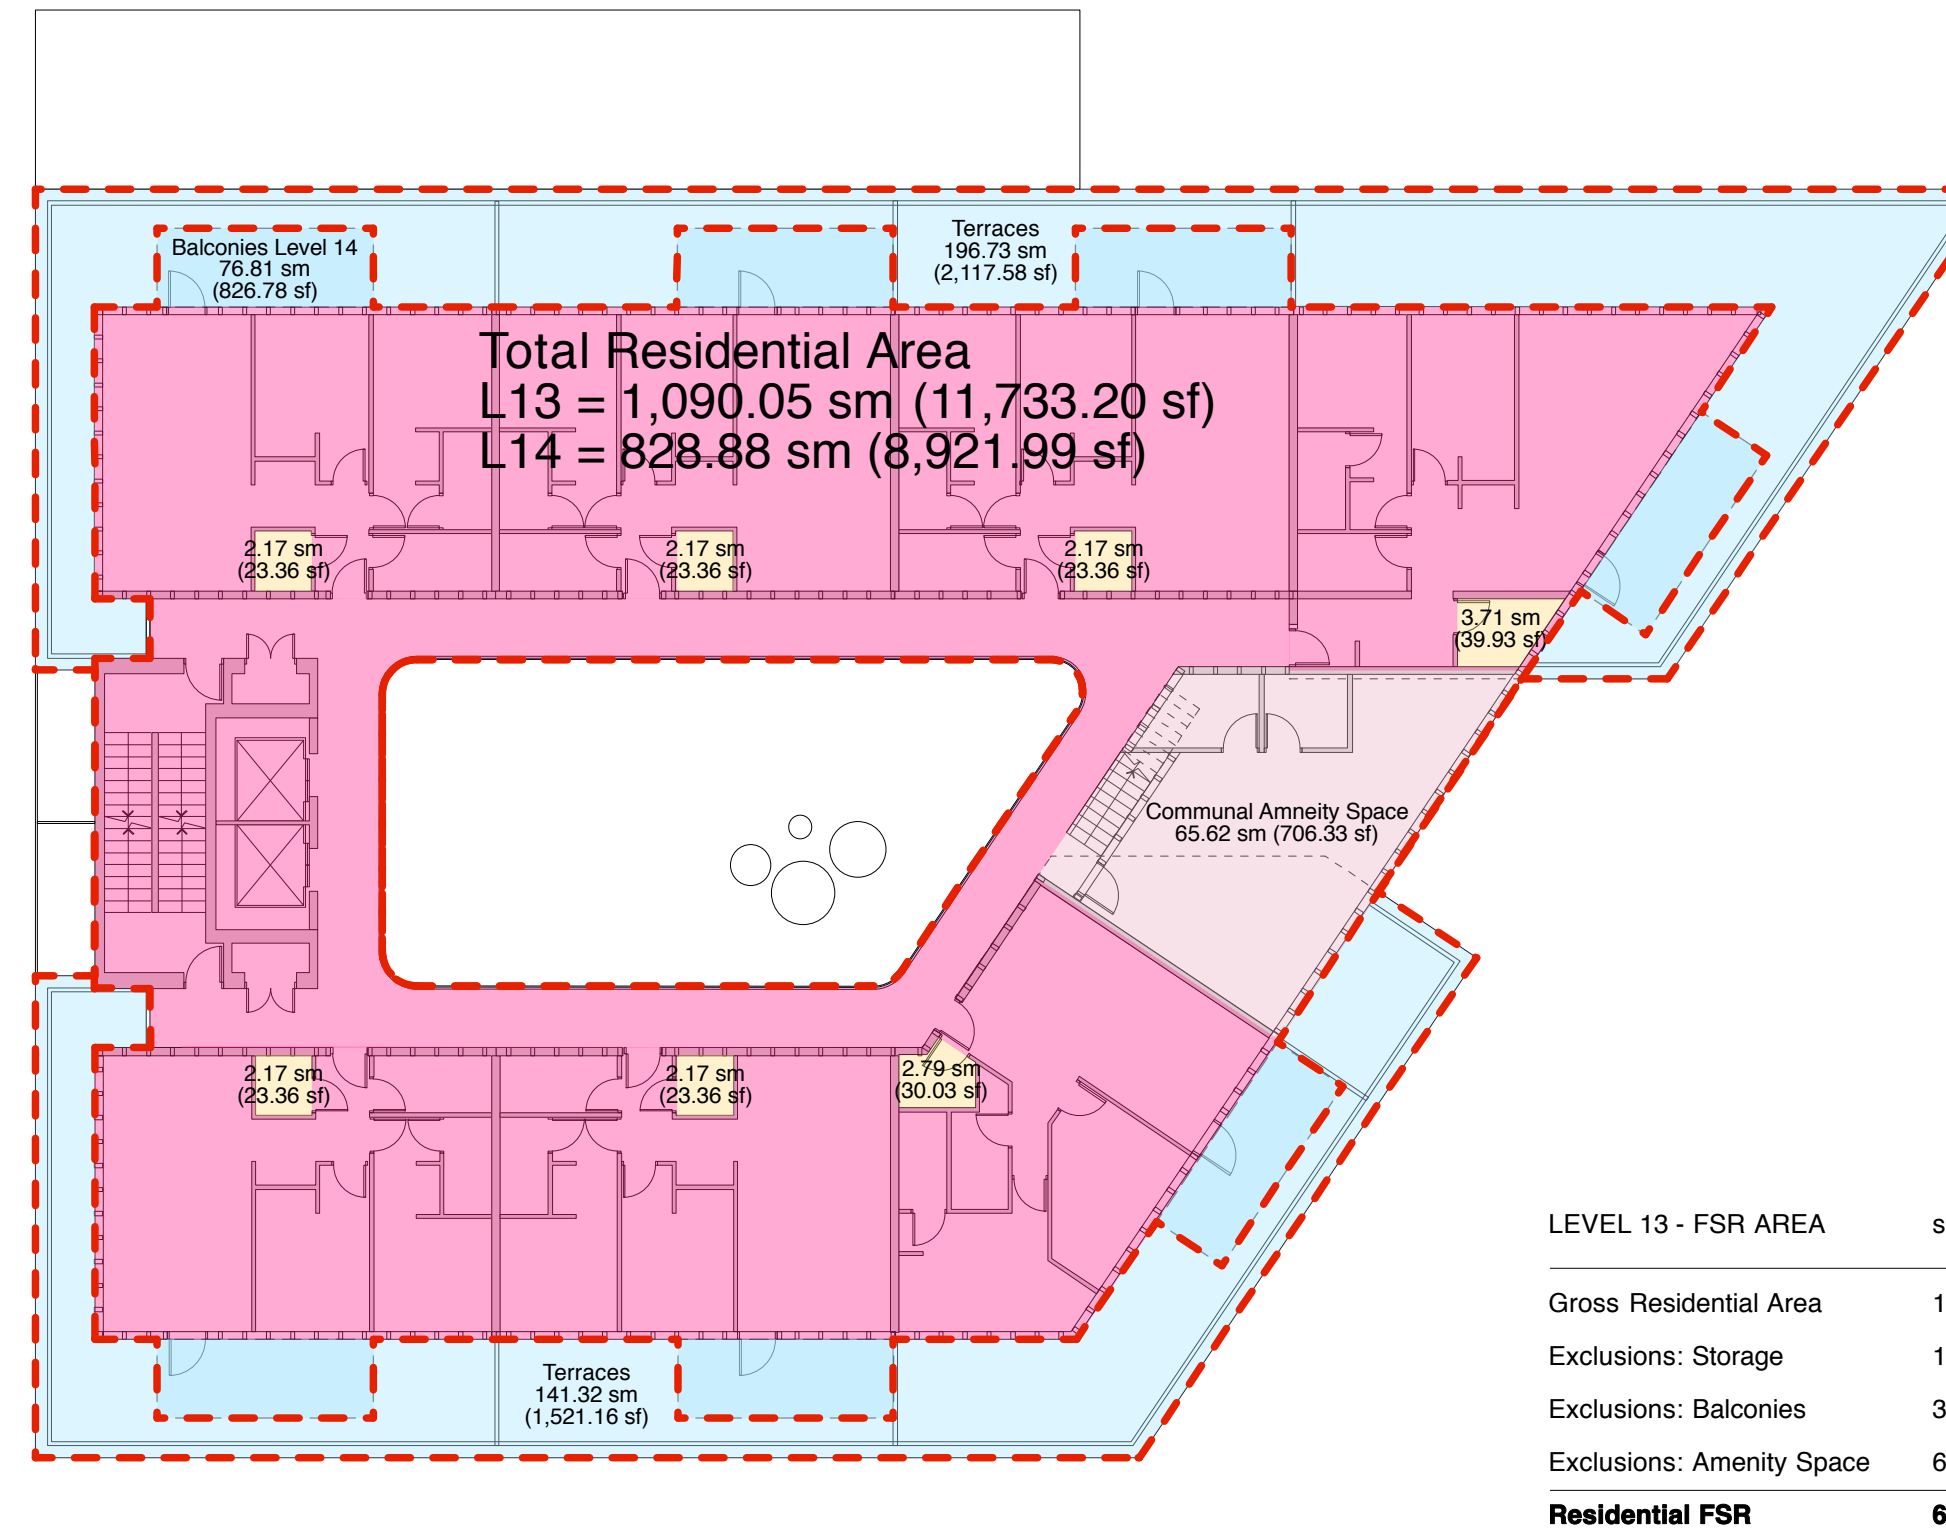 Balconies Level 14
76.81 sm
(826.78 sf)
Terraces
196.73 sm
(2,117.58 sf)
Total Residential Area
L13 = 1,090.05 sm (11,733.20 sf)
L14 = 828.88 sm (8,921.99 sf)
2.17 sm
(23.36 sf)
2.17 sm
(23.36 sf)
2.17 sm
(23.36 sf)
3.71 sm
(39.93 sf)
Communal Amneity Space
65.62 sm (706.33 sf)
2.17 sm
(23.36 sf)
2.17 sm
(23.36 sf)
2.79 sm
(30.03 sf)
Terraces
141.32 sm
(1,521.16 sf)
LEVEL 13 - FSR AREA s
Gross Residential Area 1
Exclusions: Storage 1
Exclusions: Balconies 3
Exclusions: Amenity Space 6
Residential FSR 6